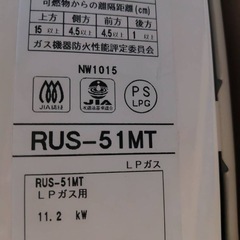 可燃物からの離隔距離(cm)
上方 側方 前方 後方
15以上 4.5以上 4.5以上 1以上
ガス機器防火性能評定委員会
NW1015
JIA
PS
LPG
RUS-51MT
LPガス
RUS-51MT
LPガス用
11.2 kW